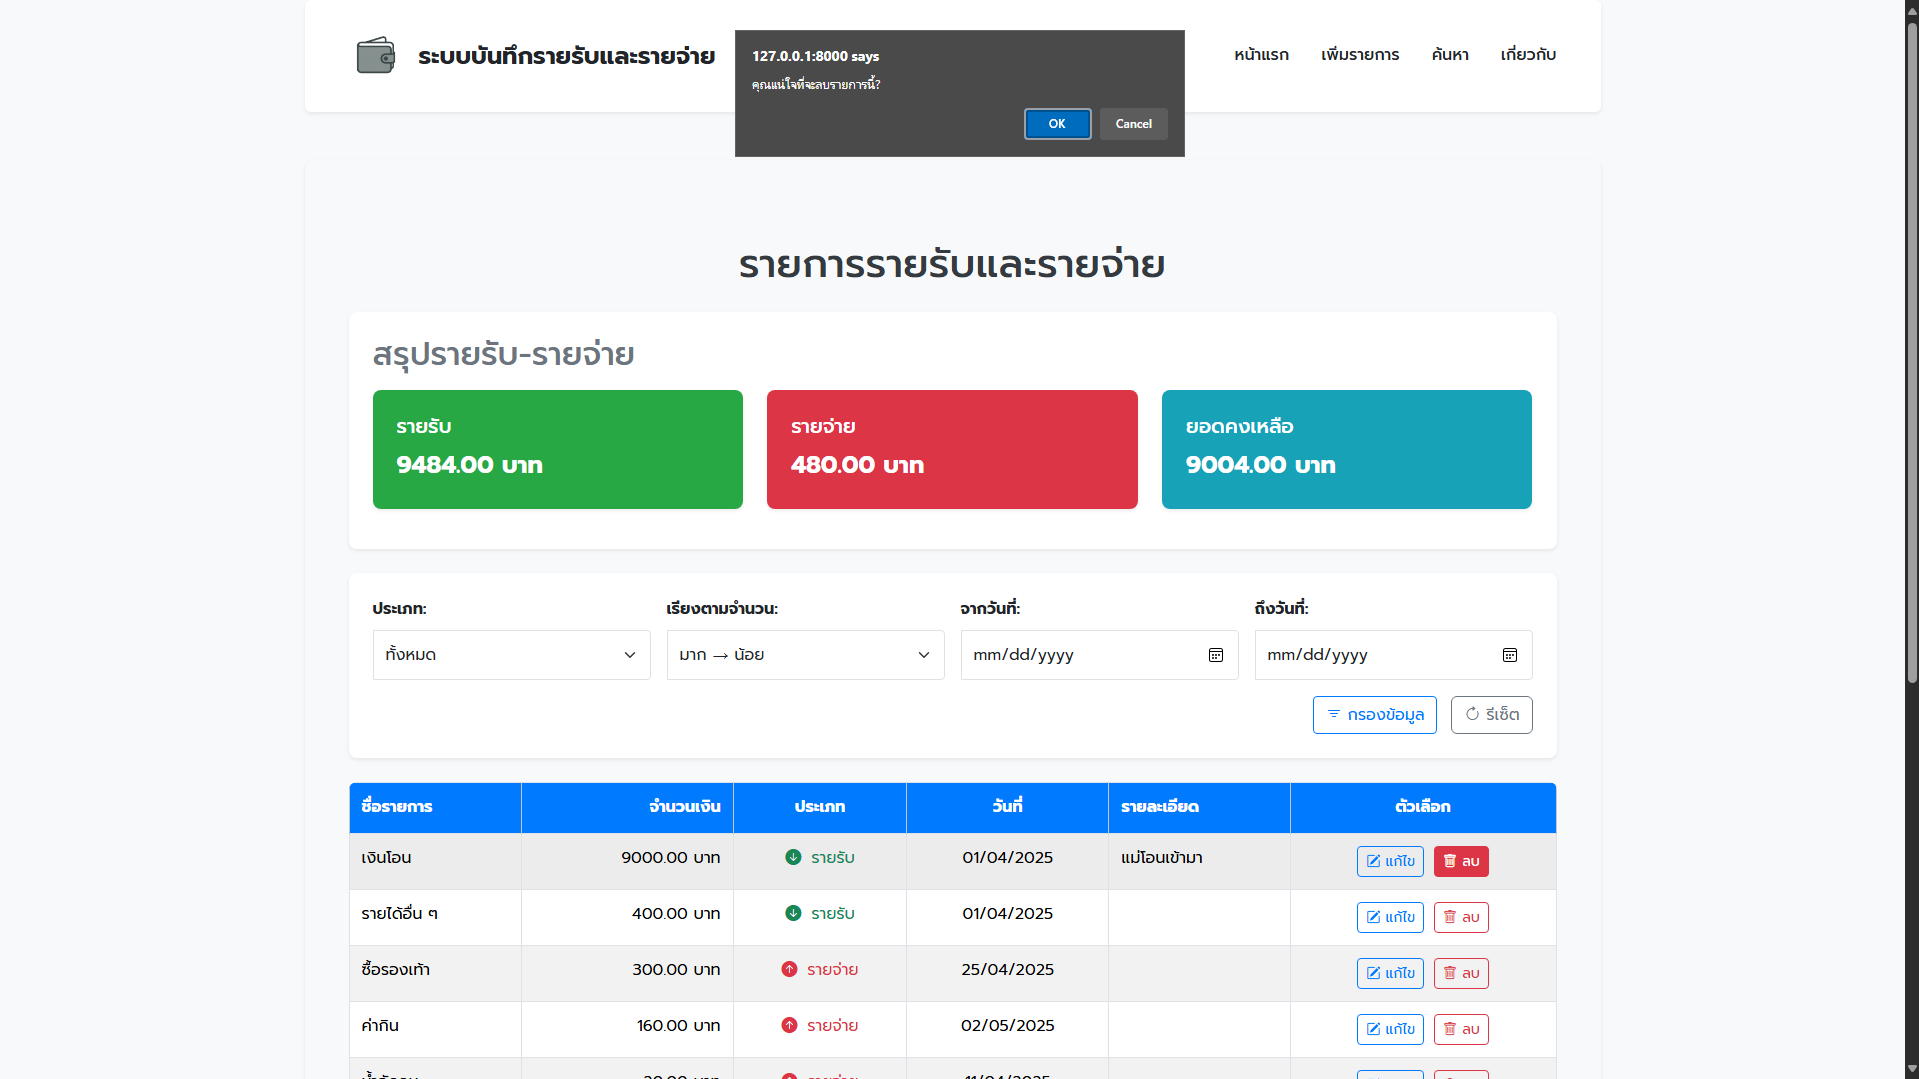 ระบบบันทึกรายรับและรายจ่าย
127.0.0.1:8000 says
คุณแน่ใจที่จะลบรายการนี้?
OK Cancel
หน้าแรก เพิ่มรายการ ค้นหา เกี่ยวกับ
รายการรายรับและรายจ่าย
สรุปรายรับ-รายจ่าย
รายรับ
9484.00 บาท
รายจ่าย
480.00 บาท
ยอดคงเหลือ
9004.00 บาท
ประเภท: เรียงตามจำนวน: จากวันที่: ถึงวันที่:
ทั้งหมด มาก → น้อย mm/dd/yyyy mm/dd/yyyy
กรองข้อมูล รีเซ็ต
ชื่อรายการ จำนวนเงิน ประเภท วันที่ รายละเอียด ตัวเลือก
เงินโอน 9000.00 บาท รายรับ 01/04/2025 แม่โอนเข้ามา แก้ไข ลบ
รายได้อื่น ๆ 400.00 บาท รายรับ 01/04/2025 แก้ไข ลบ
ซื้อรองเท้า 300.00 บาท รายจ่าย 25/04/2025 แก้ไข ลบ
ค่ากิน 160.00 บาท รายจ่าย 02/05/2025 แก้ไข ลบ